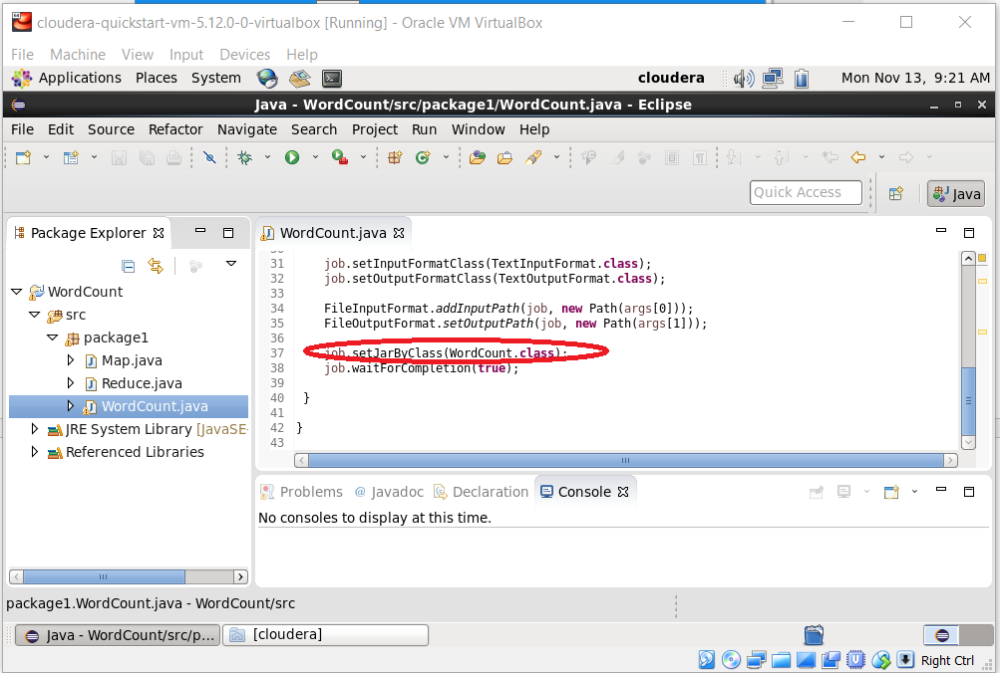 cloudera-quickstart-vm-5.12.0-0-virtualbox [Running] - Oracle VM VirtualBox
File Machine View Input Devices Help
Applications Places System cloudera Mon Nov 13, 9:21 AM
Java - WordCount/src/package1/WordCount.java - Eclipse
File Edit Source Refactor Navigate Search Project Run Window Help
Quick Access Java
Package Explorer
WordCount
src
package1
Map.java
Reduce.java
WordCount.java
JRE System Library [JavaSE-
Referenced Libraries
WordCount.java
31 job.setInputFormatClass(TextInputFormat.class);
32 job.setOutputFormatClass(TextOutputFormat.class);
33
34 FileInputFormat.addInputPath(job, new Path(args[0]));
35 FileOutputFormat.setOutputPath(job, new Path(args[1]));
36
37 job.setJarByClass(WordCount.class);
38 job.waitForCompletion(true);
39
40 }
41
42 }
43
Problems @ Javadoc Declaration Console
No consoles to display at this time.
package1.WordCount.java - WordCount/src
Java - WordCount/src/p... [cloudera]
Right Ctrl